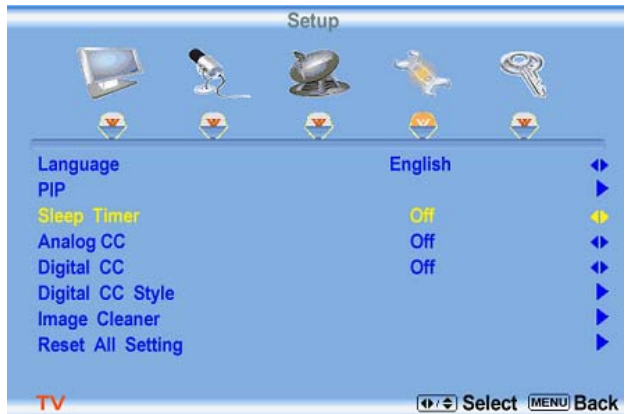 Setup
Language English
PIP
Sleep Timer Off
Analog CC Off
Digital CC Off
Digital CC Style
Image Cleaner
Reset All Setting
TV Select MENU Back